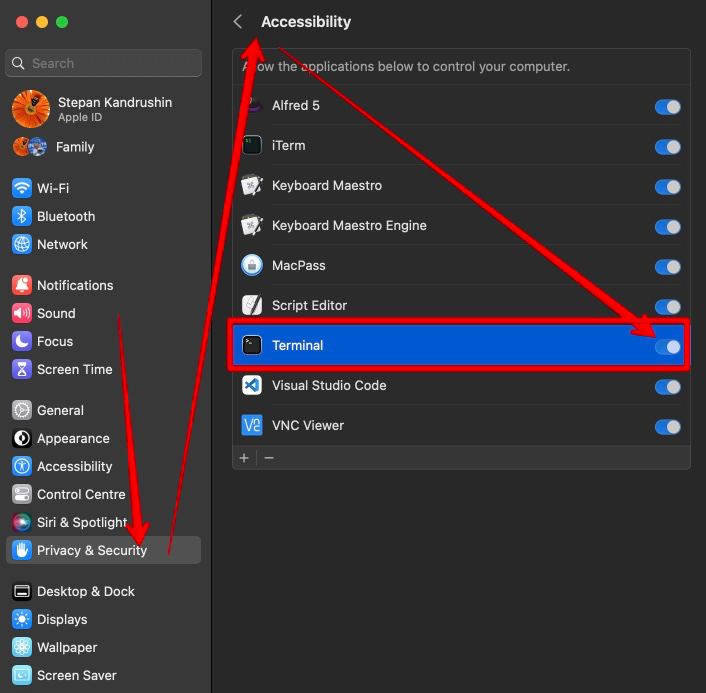 Accessibility
Search
Allow the applications below to control your computer.
Stepan Kandrushin
Apple ID
Family
Alfred 5
iTerm
Keyboard Maestro
Keyboard Maestro Engine
MacPass
Script Editor
Terminal
Visual Studio Code
VNC Viewer
Wi-Fi
Bluetooth
Network
Notifications
Sound
Focus
Screen Time
General
Appearance
Accessibility
Control Centre
Siri & Spotlight
Privacy & Security
Desktop & Dock
Displays
Wallpaper
Screen Saver